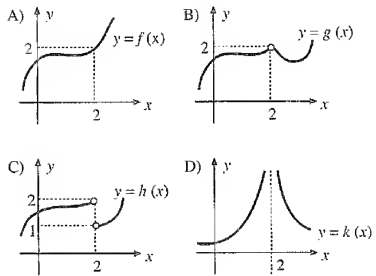 A) y
y = f (x)
2
2
x
B) y
y = g (x)
2
2
x
C) y
y = h (x)
2
1
2
x
D) y
y = k (x)
2
x